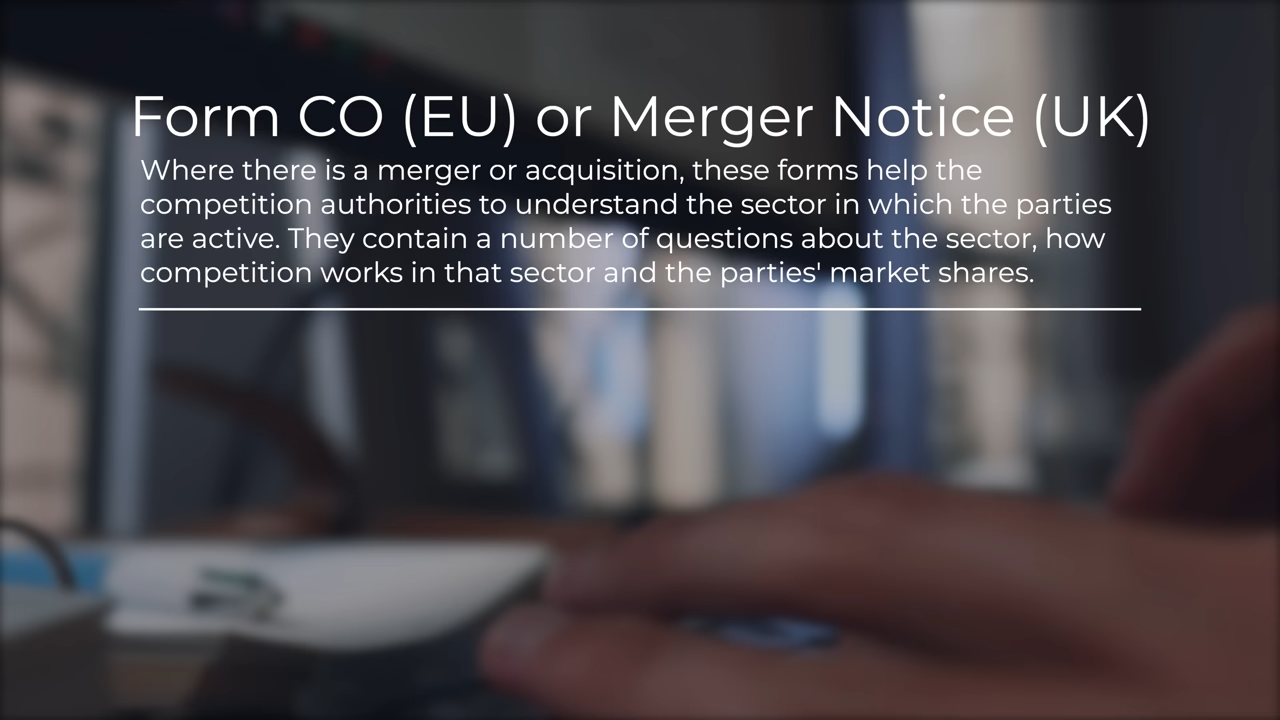 Form CO (EU) or Merger Notice (UK)
Where there is a merger or acquisition, these forms help the
competition authorities to understand the sector in which the parties
are active. They contain a number of questions about the sector, how
competition works in that sector and the parties' market shares.